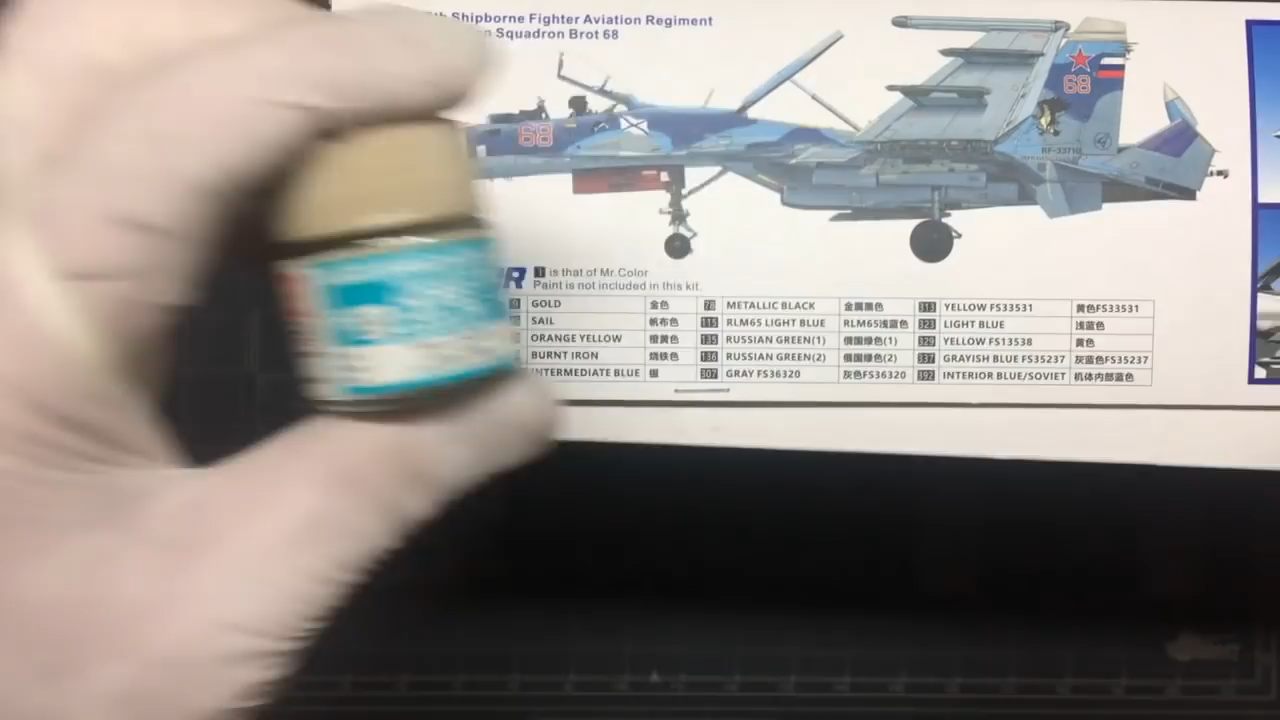 Shipborne Fighter Aviation Regiment
Squadron Brot 68
68
68
1 is that of Mr.Color
Paint is not included in this kit.
GOLD 金色 78 METALLIC BLACK 金属黑色 313 YELLOW FS33531 黄色FS33531
SAIL 帆布色 115 RLM65 LIGHT BLUE RLM65浅蓝色 323 LIGHT BLUE 浅蓝色
ORANGE YELLOW 橙黄色 135 RUSSIAN GREEN(1) 俄国绿色(1) 329 YELLOW FS13538 黄色
BURNT IRON 烧铁色 136 RUSSIAN GREEN(2) 俄国绿色(2) 337 GRAYISH BLUE FS35237 灰蓝色FS35237
INTERMEDIATE BLUE 307 GRAY FS36320 灰色FS36320 392 INTERIOR BLUE/SOVIET 机体内部蓝色